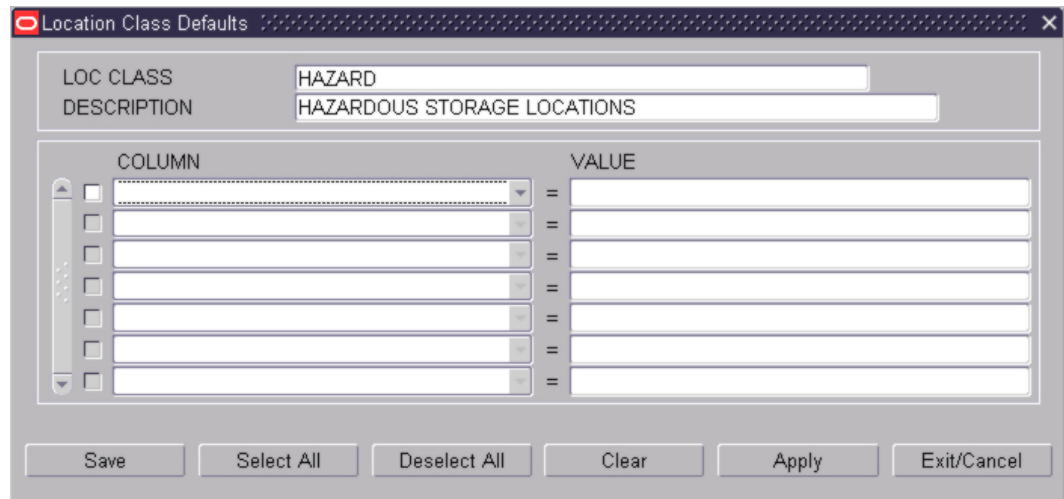 Location Class Defaults
LOC CLASS HAZARD
DESCRIPTION HAZARDOUS STORAGE LOCATIONS
COLUMN VALUE
=
=
=
=
=
=
=
Save Select All Deselect All Clear Apply Exit/Cancel